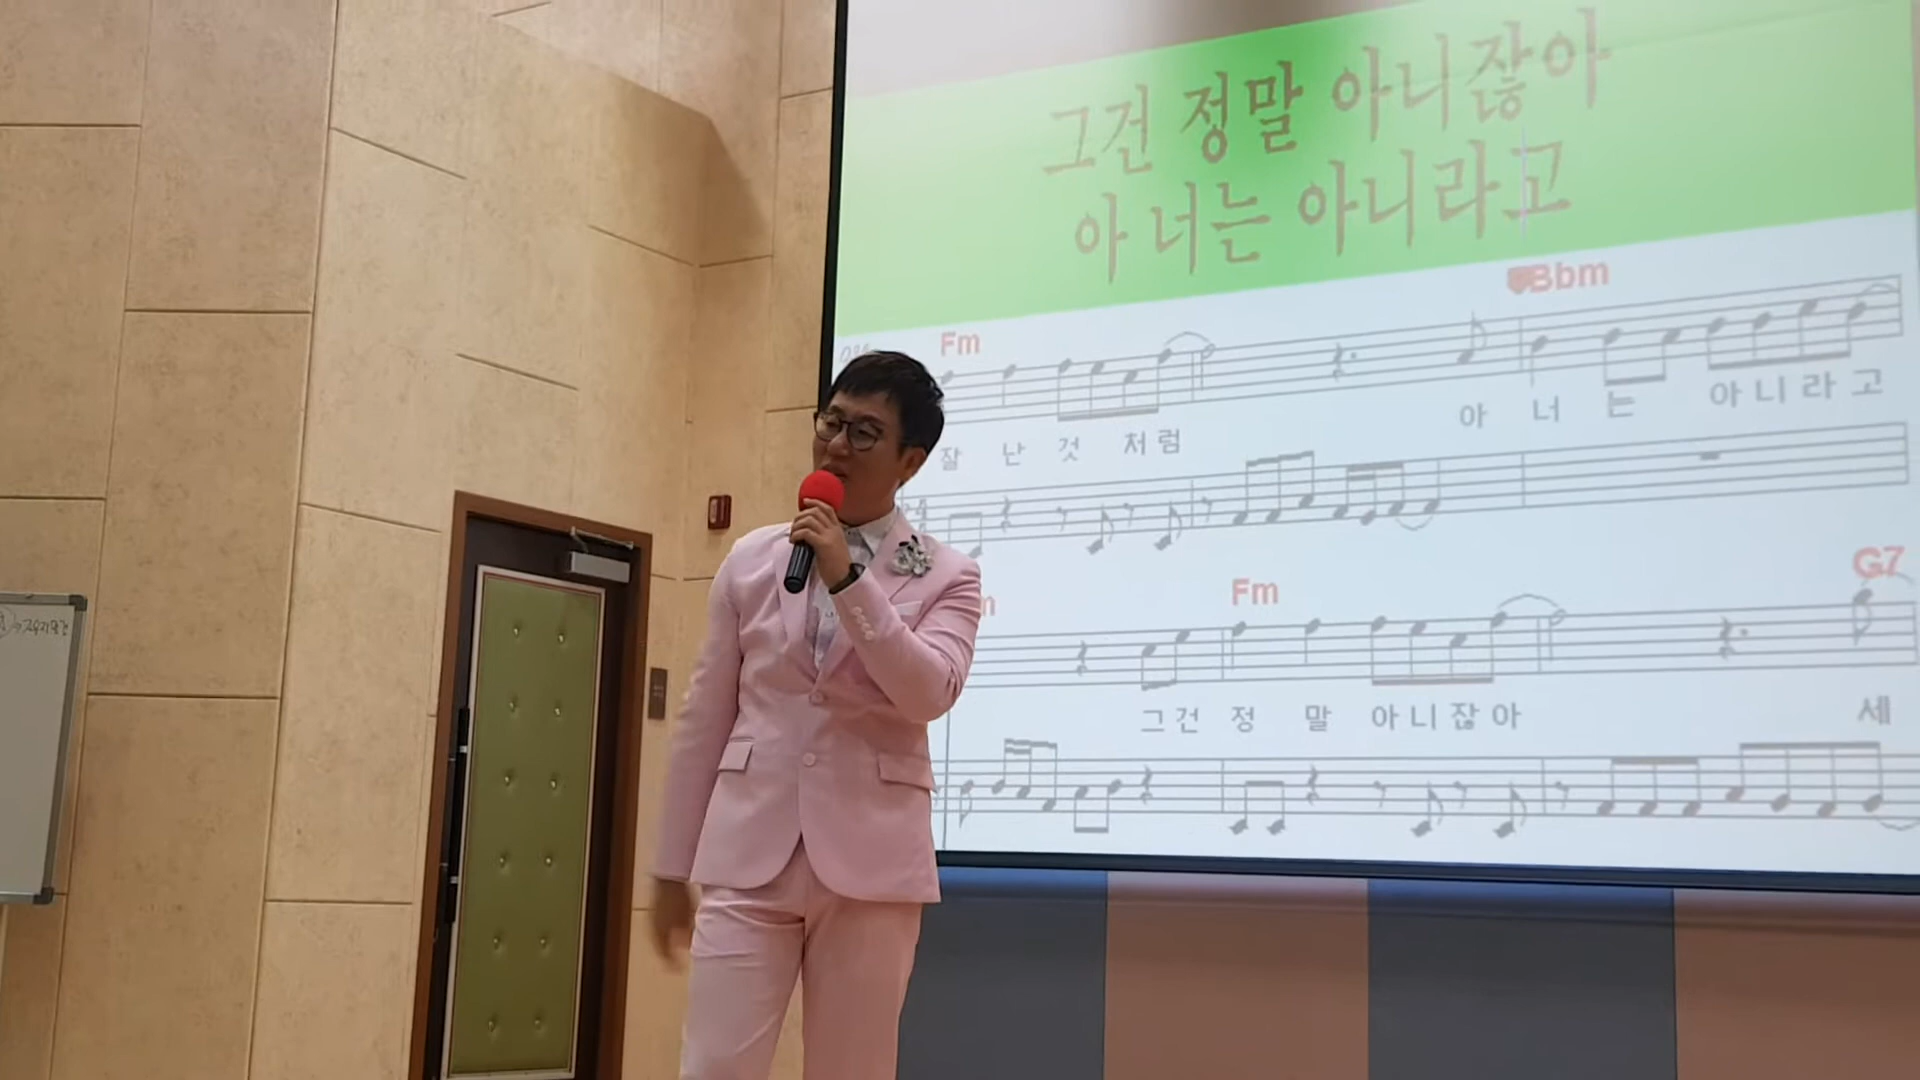 그건 정말 아니잖아
아 너는 아니라고
Fm
Bbm
잘 난 것 처럼 아 너 는 아니라고
Fm
G7
그건 정 말 아니잖아 세